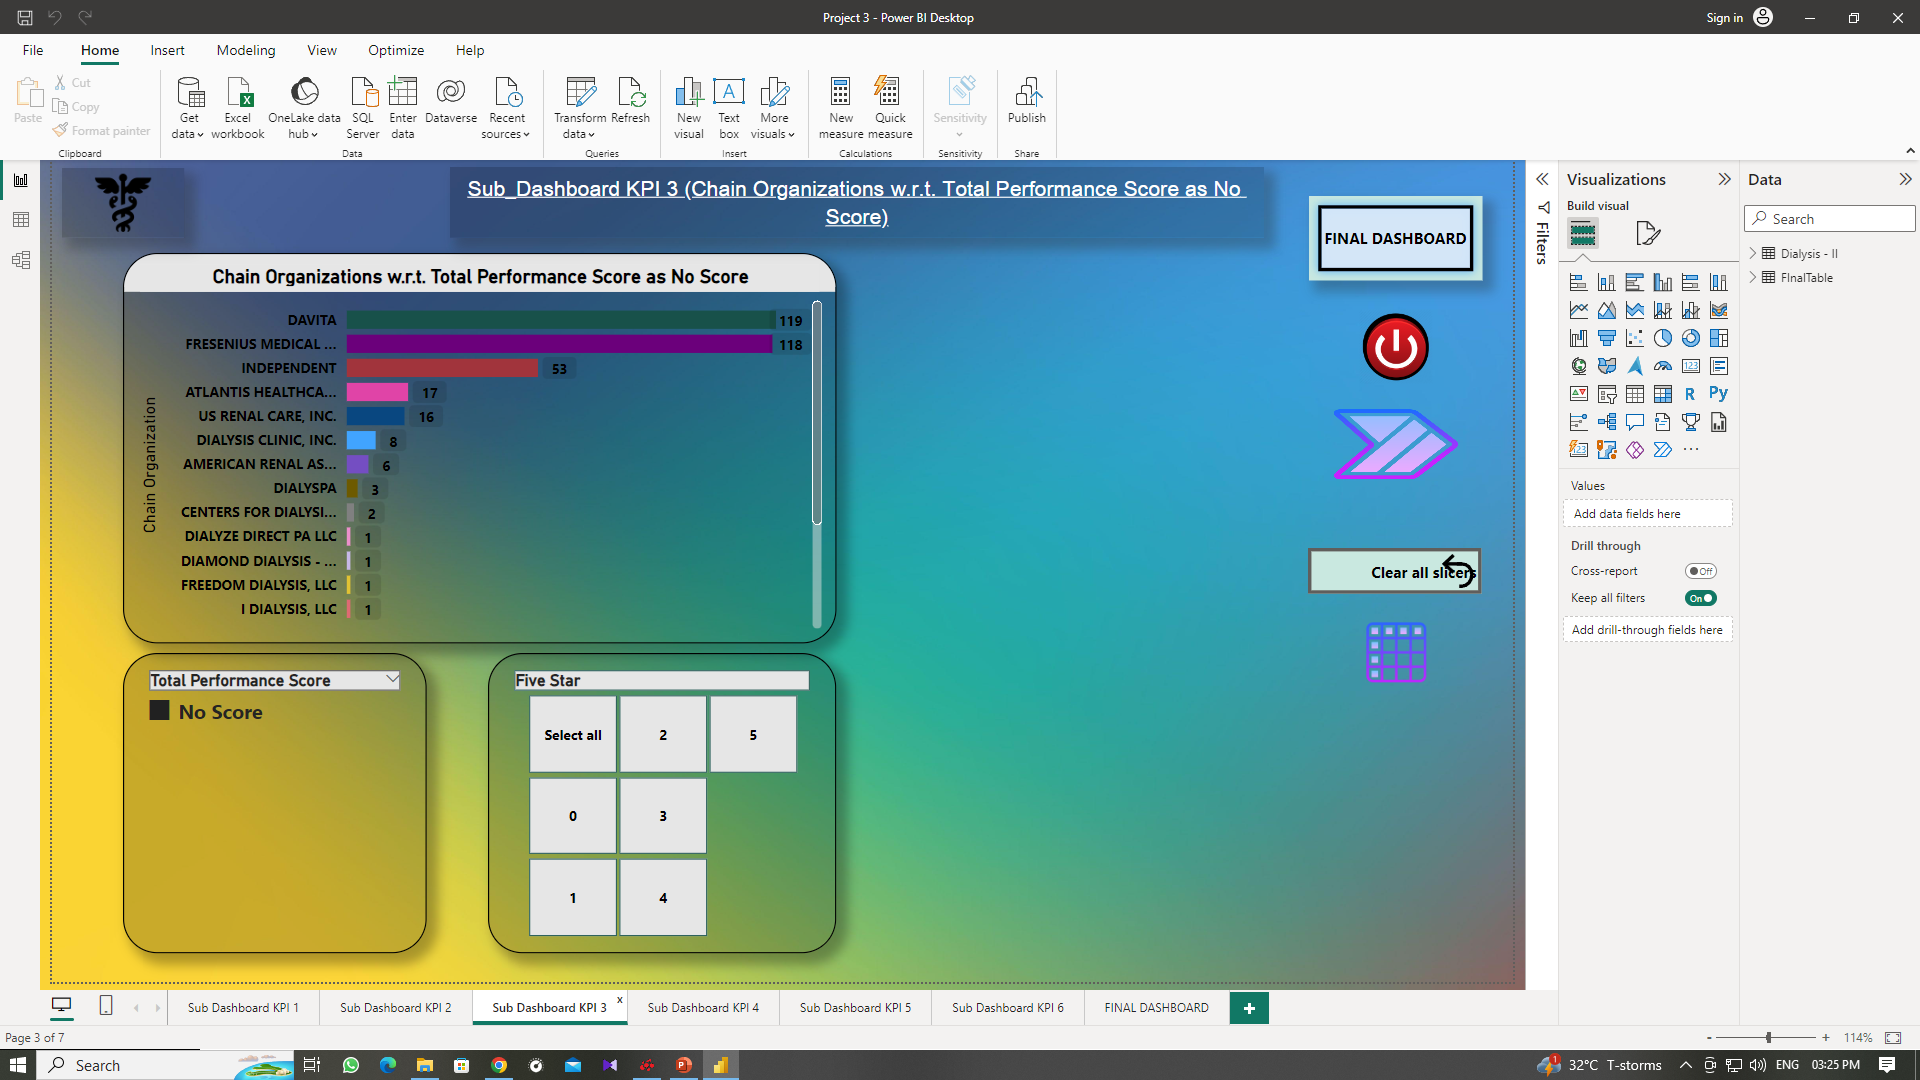 Project 3 - Power BI Desktop
Sign in
File
Home
Insert
Modeling
View
Optimize
Help
Paste
Cut
Copy
Format painter
Clipboard
Get data
Excel workbook
OneLake data hub
SQL Server
Enter data
Dataverse
Recent sources
Data
Transform data
Refresh
Queries
New visual
Text box
More visuals
Insert
New measure
Quick measure
Calculations
Sensitivity
Sensitivity
Publish
Share
Sub_Dashboard KPI 3 (Chain Organizations w.r.t. Total Performance Score as No
Score)
FINAL DASHBOARD
Chain Organizations w.r.t. Total Performance Score as No Score
Chain Organization
DAVITA 119
FRESENIUS MEDICAL ... 118
INDEPENDENT 53
ATLANTIS HEALTHCA... 17
US RENAL CARE, INC. 16
DIALYSIS CLINIC, INC. 8
AMERICAN RENAL AS... 6
DIALYSPA 3
CENTERS FOR DIALYSI... 2
DIALYZE DIRECT PA LLC 1
DIAMOND DIALYSIS - ... 1
FREEDOM DIALYSIS, LLC 1
I DIALYSIS, LLC 1
Clear all slicers
Total Performance Score
No Score
Five Star
Select all 2 5
0 3
1 4
Filters
Visualizations
Build visual
R Py
123
123
...
Values
Add data fields here
Drill through
Cross-report Off
Keep all filters On
Add drill-through fields here
Data
Search
Dialysis - II
FInalTable
Sub Dashboard KPI 1
Sub Dashboard KPI 2
Sub Dashboard KPI 3
x
Sub Dashboard KPI 4
Sub Dashboard KPI 5
Sub Dashboard KPI 6
FINAL DASHBOARD
+
Page 3 of 7
- + 114%
Search
1
32°C T-storms
ENG
03:25 PM